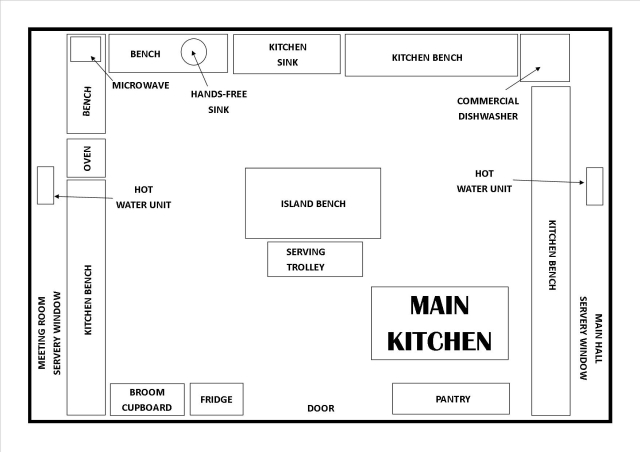 BENCH
KITCHEN
SINK
KITCHEN BENCH
MICROWAVE
HANDS-FREE
SINK
COMMERCIAL
DISHWASHER
BENCH
OVEN
HOT
WATER UNIT
ISLAND BENCH
HOT
WATER UNIT
SERVING
TROLLEY
KITCHEN BENCH
KITCHEN BENCH
MEETING ROOM
SERVERY WINDOW
MAIN
KITCHEN
MAIN HALL
SERVERY WINDOW
BROOM
CUPBOARD
FRIDGE
DOOR
PANTRY